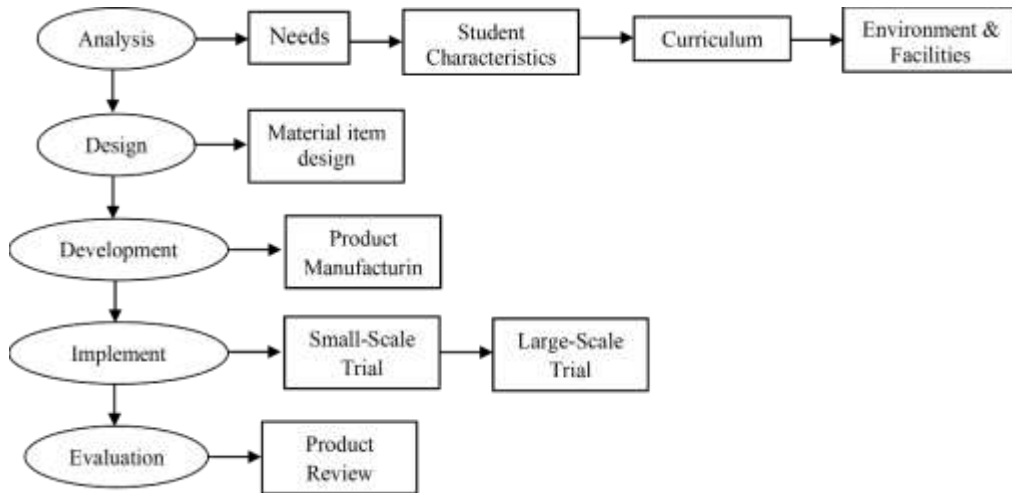 Analysis
Needs
Student
Characteristics
Curriculum
Environment &
Facilities
Design
Material item
design
Development
Product
Manufacturin
Implement
Small-Scale
Trial
Large-Scale
Trial
Evaluation
Product
Review